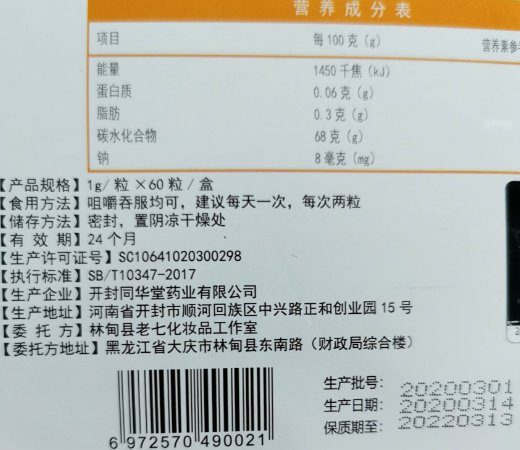 营养成分表
项目 每100克(g) 营养素参
能量 1450千焦(kJ)
蛋白质 0.06克(g)
脂肪 0.3克(g)
碳水化合物 68克(g)
钠 8毫克(mg)
【产品规格】1g/粒×60粒/盒
【食用方法】咀嚼吞服均可，建议每天一次，每次两粒
【储存方法】密封，置阴凉干燥处
【有 效 期】24个月
【生产许可证号】SC10641020300298
【执行标准】SB/T10347-2017
【生产企业】开封同华堂药业有限公司
【生产地址】河南省开封市顺河回族区中兴路正和创业园15号
【委 托 方】林甸县老七化妆品工作室
【委托方地址】黑龙江省大庆市林甸县东南路（财政局综合楼）
生产批号: 20200301
生产日期: 20200314
保质期至: 20220313
6 972570 490021